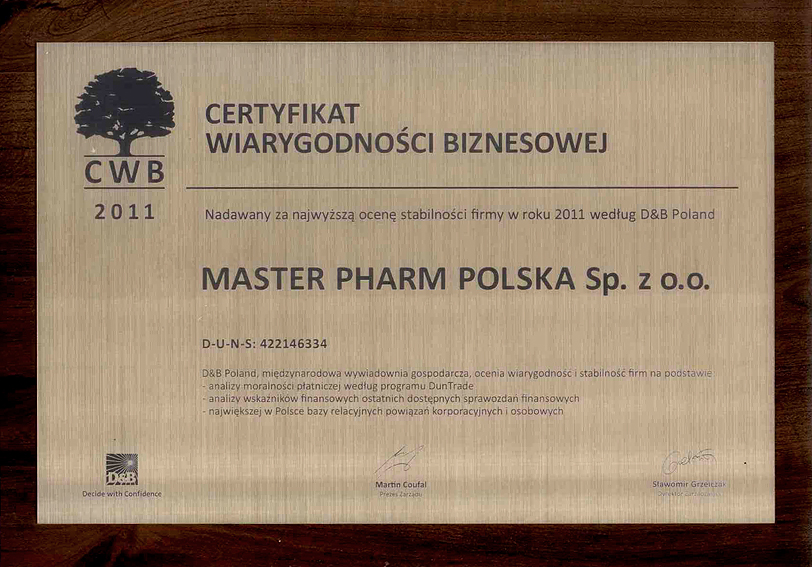 CWB
2011
CERTYFIKAT
WIARYGODNOŚCI BIZNESOWEJ
Nadawany za najwyższą ocenę stabilności firmy w roku 2011 według D&B Poland
MASTER PHARM POLSKA Sp. z o.o.
D-U-N-S: 422146334
D&B Poland, międzynarodowa wywiadownia gospodarcza, ocenia wiarygodność i stabilność firm na podstawie:
- analizy moralności płatniczej według programu DunTrade
- analizy wskaźników finansowych ostatnich dostępnych sprawozdań finansowych
- największej w Polsce bazy relacyjnych powiązań korporacyjnych i osobowych
D&B
Decide with Confidence
Martin Coufal
Prezes Zarządu
Sławomir Grzelczak